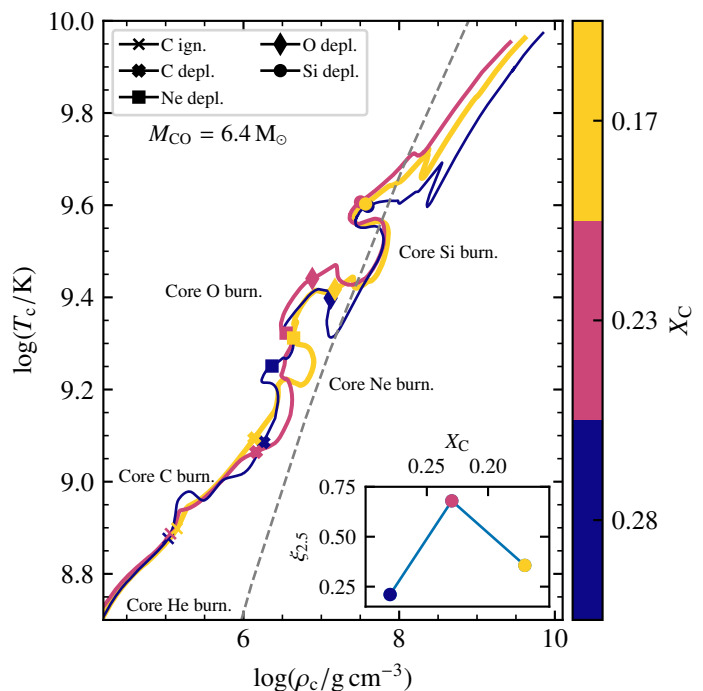 10.0
9.8
9.6
9.4
9.2
9.0
8.8
log(T_c/K)
C ign.
C depl.
Ne depl.
O depl.
Si depl.
M_CO = 6.4 M_⊙
Core Si burn.
Core O burn.
Core Ne burn.
Core C burn.
Core He burn.
X_C
0.23 0.20
0.75
0.50
0.25
ξ_2.5
6 8 10
log(ρ_c/g cm⁻³)
0.17
0.23
0.28
X_C